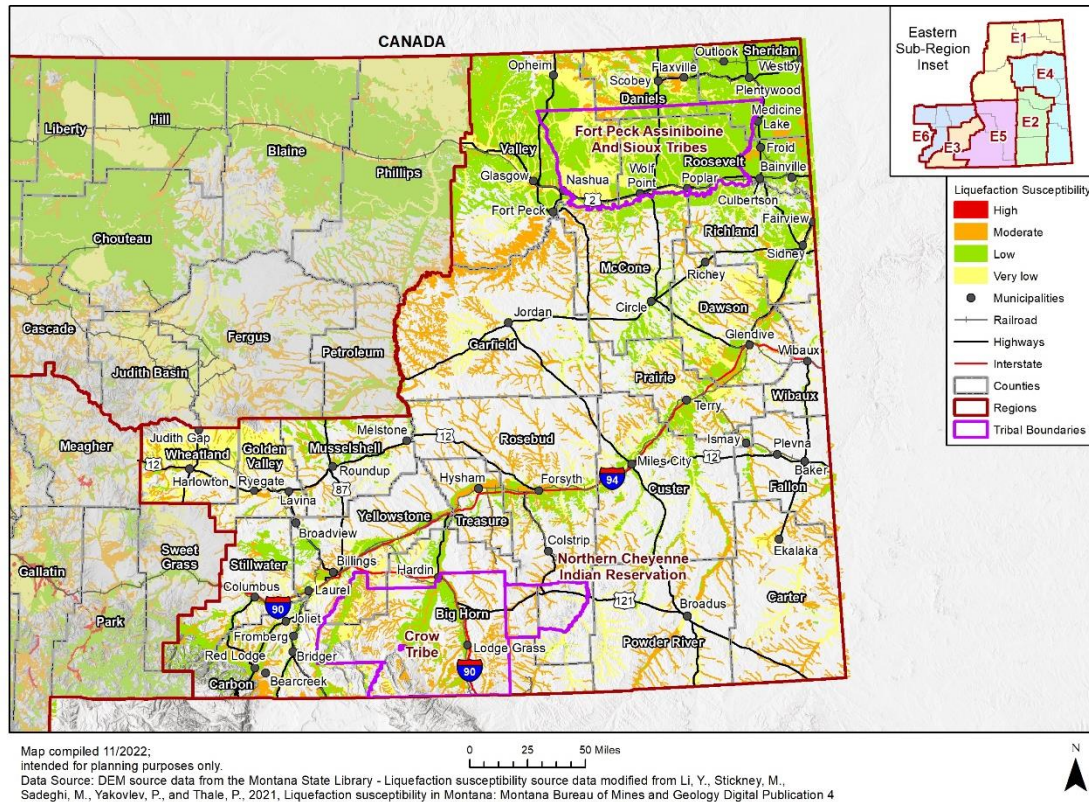 CANADA
Eastern
Sub-Region
Inset
E1
E4
E2
E5
E3
E6
Liquefaction Susceptibility
High
Moderate
Low
Very low
Municipalities
Railroad
Highways
Interstate
Counties
Regions
Tribal Boundaries
Outlook
Sheridan
Opheim
Flaxville
Westby
Scobey
Daniels
Plentywood
Medicine
Lake
Fort Peck Assiniboine
And Sioux Tribes
Froid
Liberty
Hill
Blaine
Phillips
Valley
Roosevelt
Bainville
Glasgow
Nashua
Wolf
Point
Poplar
2
Culbertson
Fort Peck
Fairview
Richland
Sidney
Chouteau
McCone
Richey
Dawson
Circle
Jordan
Cascade
Fergus
Garfield
Glendive
Petroleum
Wibaux
Judith Basin
Prairie
Wibaux
Terry
Meagher
Judith Gap
Golden
Valley
Musselshell
Melstone
12
Rosebud
Ismay
Plevna
12
Wheatland
12
Harlowton
Ryegate
Roundup
Miles City
Baker
Lavina
87
Hysham
Forsyth
94
Custer
Fallon
Yellowstone
Treasure
Broadview
Sweet
Grass
Colstrip
Ekalaka
Gallatin
Stillwater
Billings
Hardin
Northern Cheyenne
Indian Reservation
Columbus
Laurel
90
Big Horn
121
Broadus
Carter
Park
Joliet
Fromberg
Crow
Tribe
Lodge Grass
Powder River
Red Lodge
Bridger
90
Carbon
Bearcreek
Map compiled 11/2022;
intended for planning purposes only.
0 25 50 Miles
N
Data Source: DEM source data from the Montana State Library - Liquefaction susceptibility source data modified from Li, Y., Stickney, M.,
Sadeghi, M., Yakovlev, P., and Thale, P., 2021, Liquefaction susceptibility in Montana: Montana Bureau of Mines and Geology Digital Publication 4